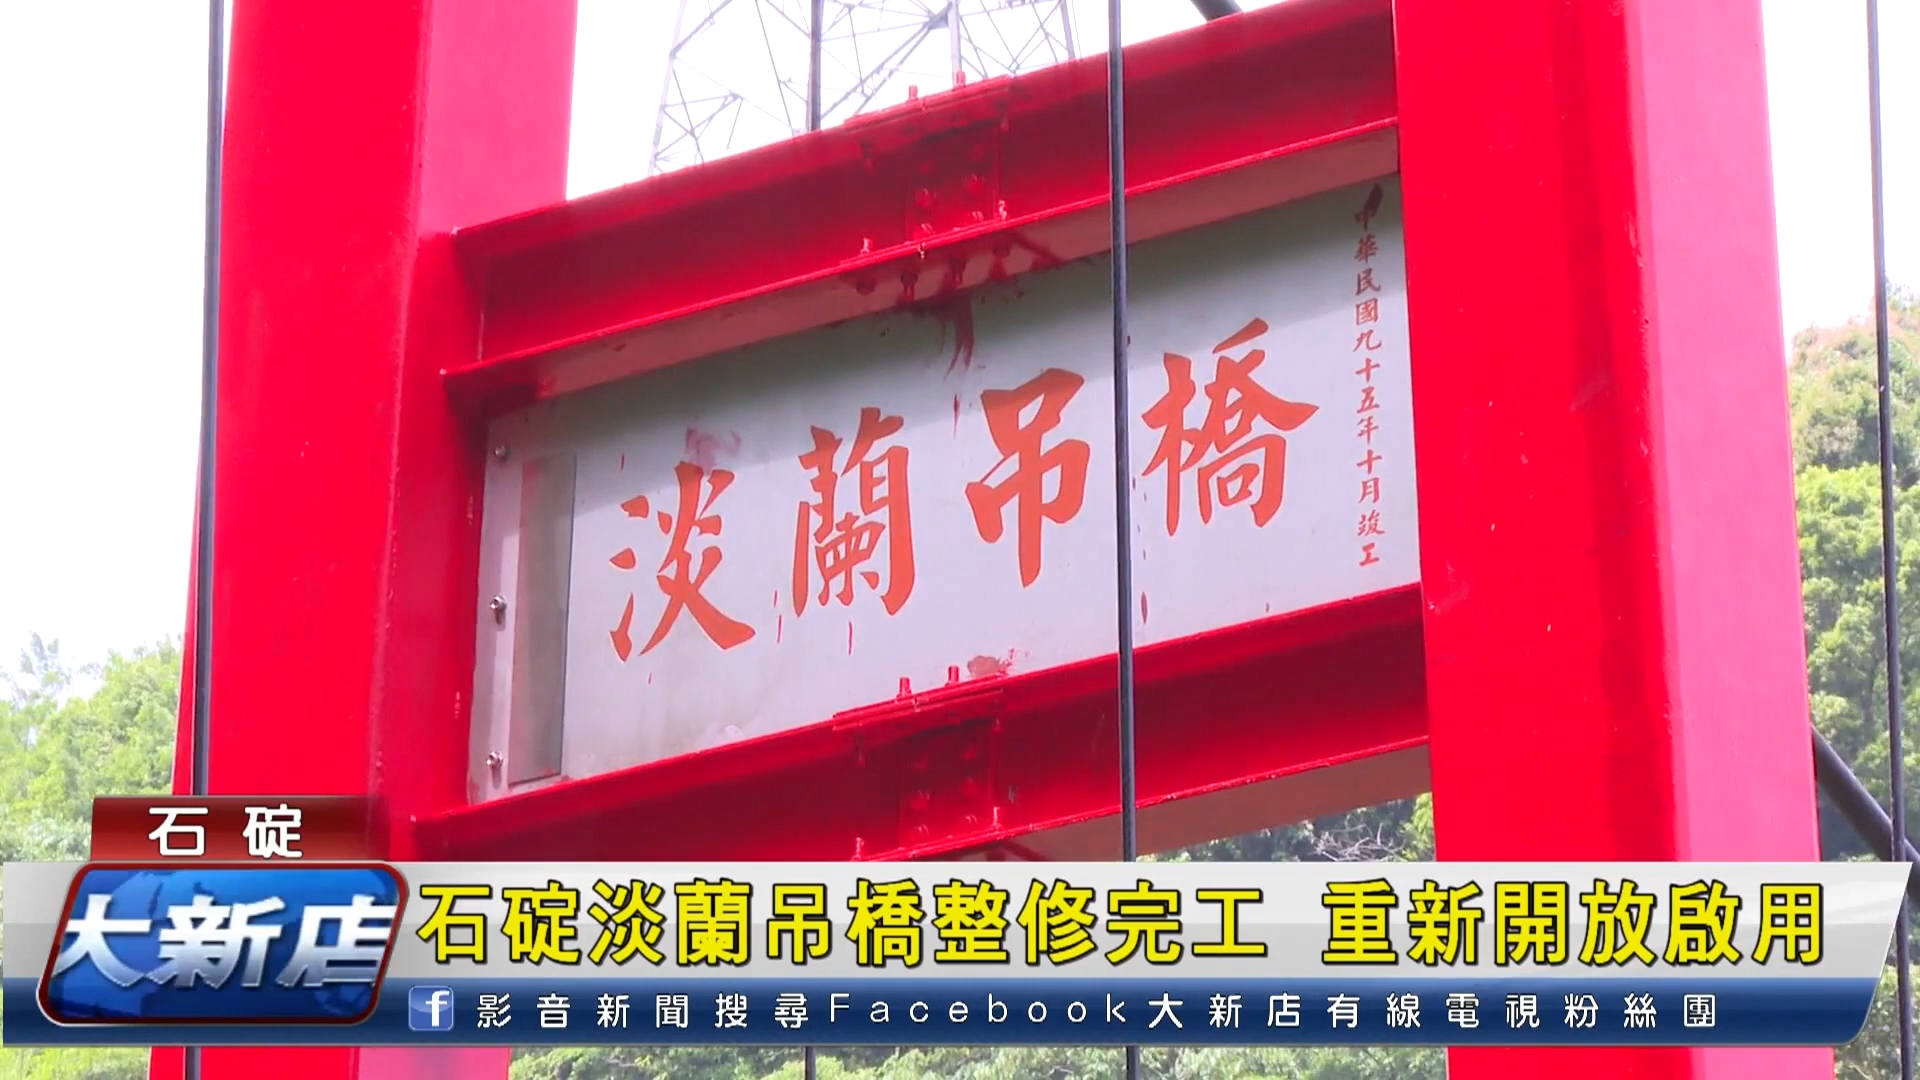 淡蘭吊橋
中華民國九十五年十月竣工
石碇
大新店
石碇淡蘭吊橋整修完工 重新開放啟用
f 影音新聞搜尋Facebook大新店有線電視粉絲團